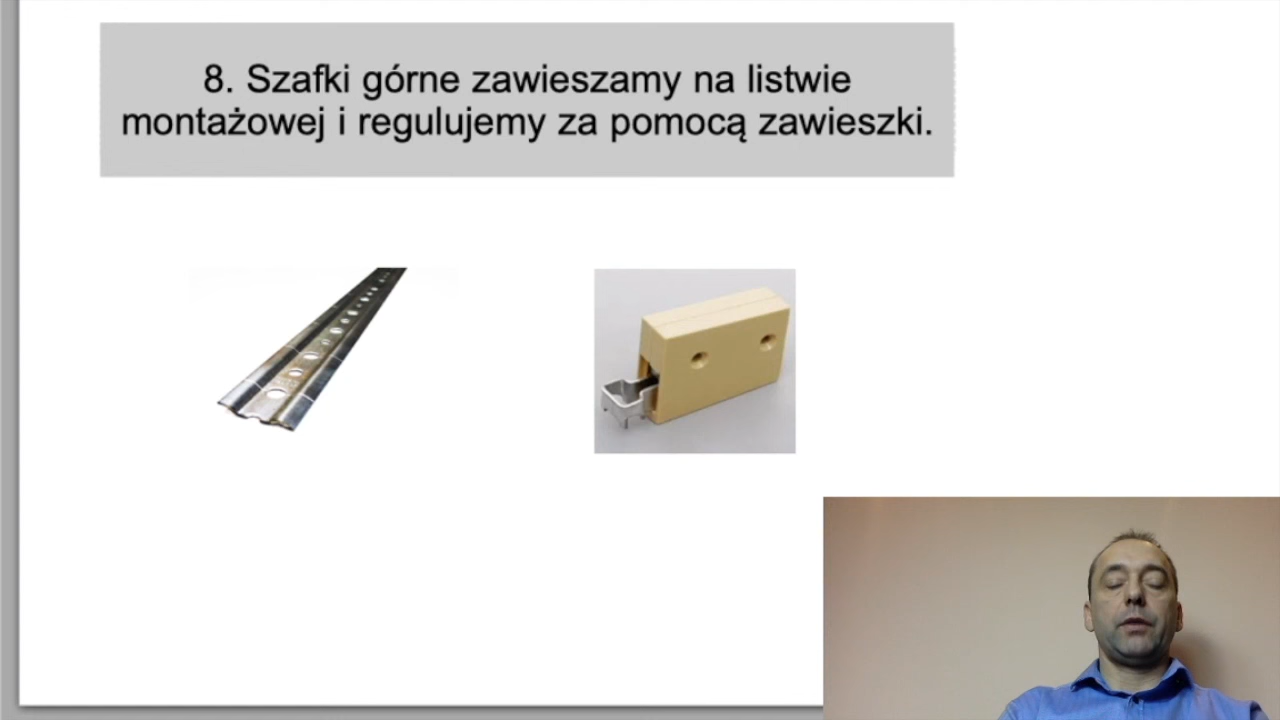 8. Szafki górne zawieszamy na listwie
montażowej i regulujemy za pomocą zawieszki.